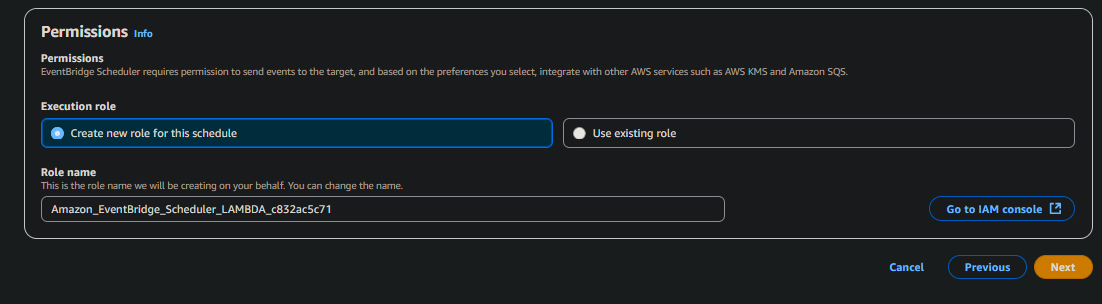 Permissions Info
Permissions
EventBridge Scheduler requires permission to send events to the target, and based on the preferences you select, integrate with other AWS services such as AWS KMS and Amazon SQS.
Execution role
Create new role for this schedule
Use existing role
Role name
This is the role name we will be creating on your behalf. You can change the name.
Amazon_EventBridge_Scheduler_LAMBDA_c832ac5c71
Go to IAM console
Cancel
Previous
Next